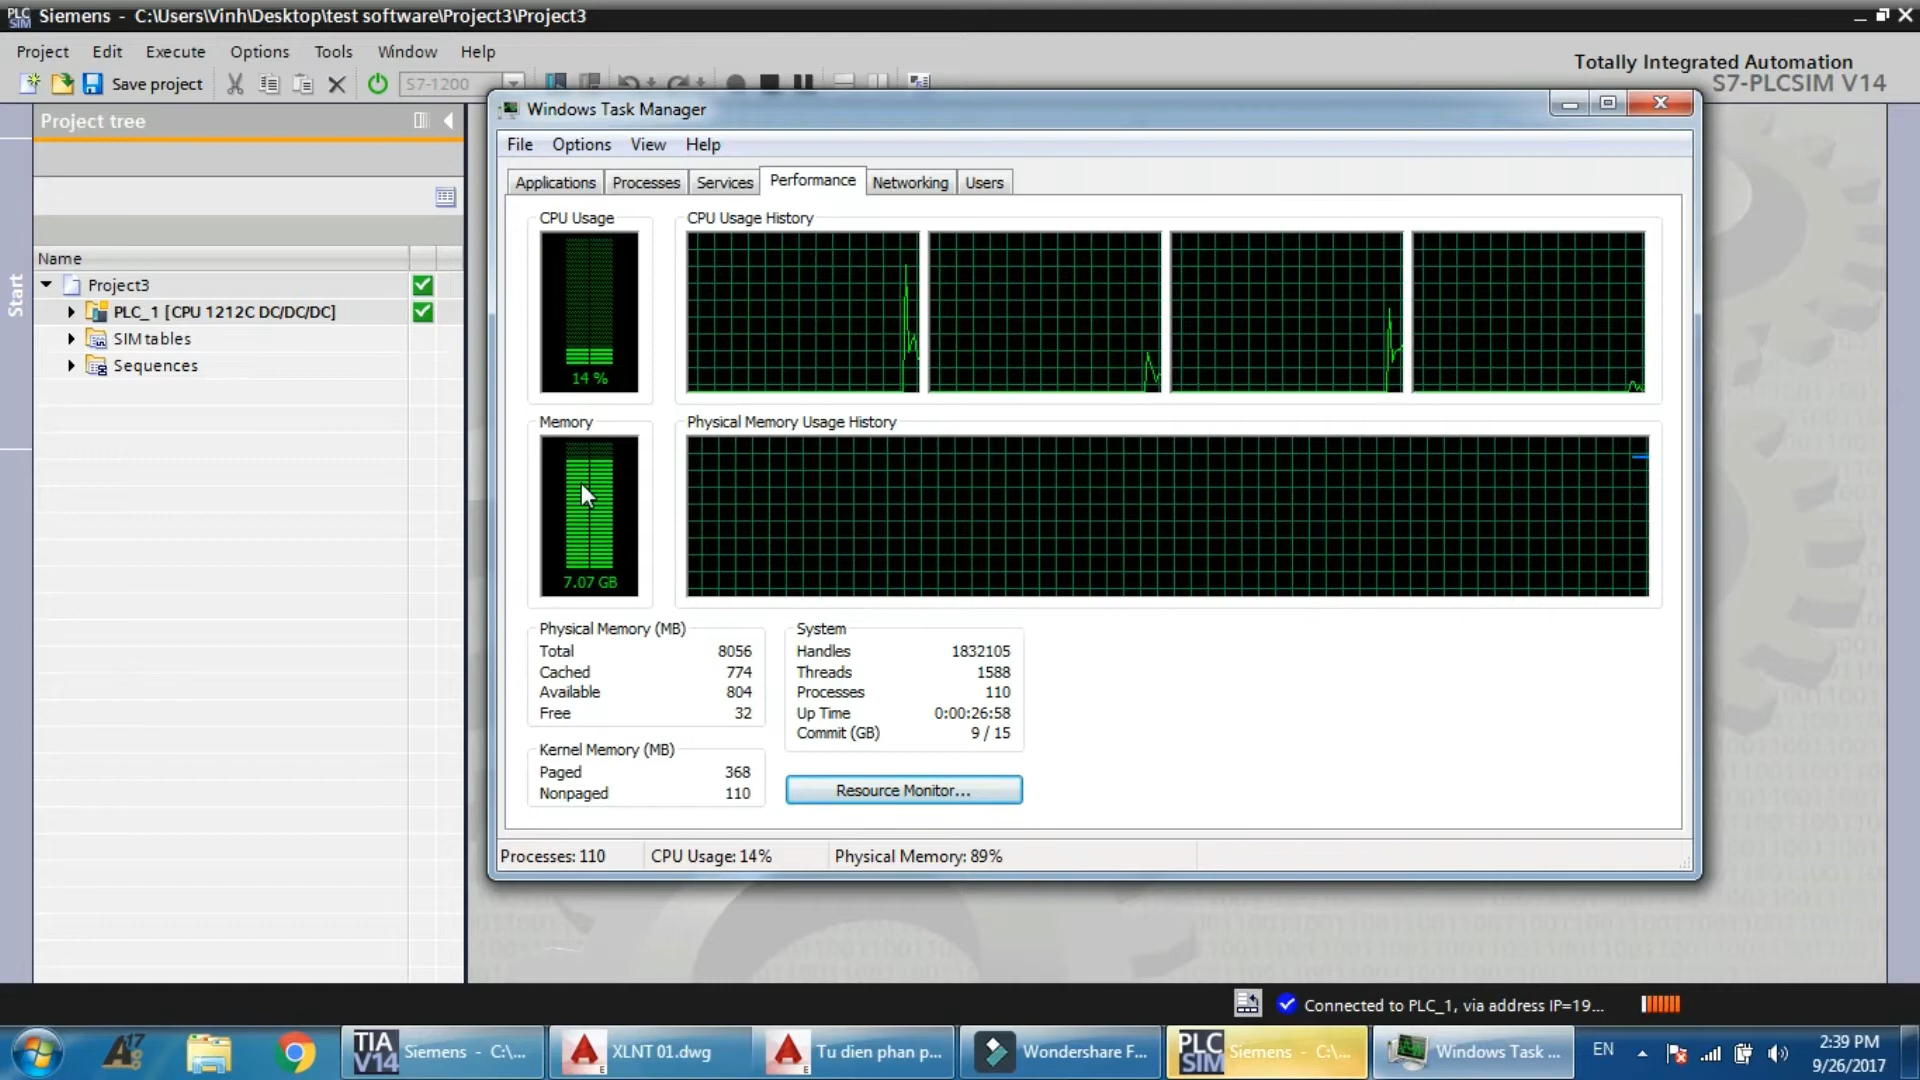 PLC SIM Siemens - C:\Users\Vinh\Desktop\test software\Project3\Project3
Project Edit Execute Options Tools Window Help
Totally Integrated Automation
S7-PLCSIM V14
Save project
S7-1200
Project tree
Start
Name
Project3
PLC_1 [CPU 1212C DC/DC/DC]
SIM tables
Sequences
Windows Task Manager
File Options View Help
Applications Processes Services Performance Networking Users
CPU Usage
CPU Usage History
14 %
Memory
Physical Memory Usage History
7.07 GB
Physical Memory (MB)
Total 8056
Cached 774
Available 804
Free 32
Kernel Memory (MB)
Paged 368
Nonpaged 110
System
Handles 1832105
Threads 1588
Processes 110
Up Time 0:00:26:58
Commit (GB) 9 / 15
Resource Monitor...
Processes: 110 CPU Usage: 14% Physical Memory: 89%
Connected to PLC_1, via address IP=19...
A17
TIA V14 Siemens - C:\...
XLNT 01.dwg
Tu dien phan p...
Wondershare F...
PLC SIM Siemens - C:\...
Windows Task ...
EN
2:39 PM
9/26/2017